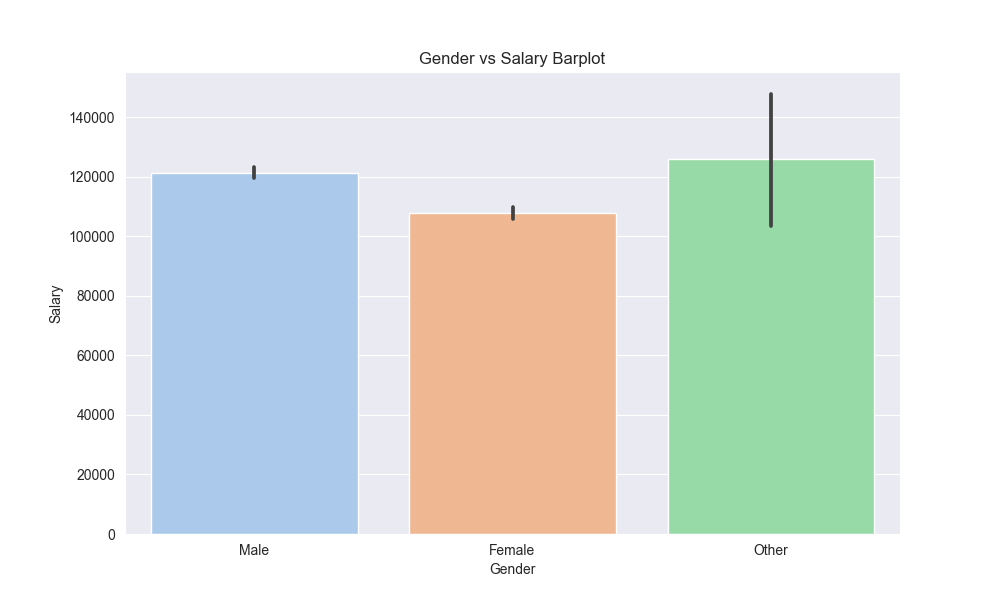 Gender vs Salary Barplot
Salary
140000
120000
100000
80000
60000
40000
20000
0
Male Female Other
Gender